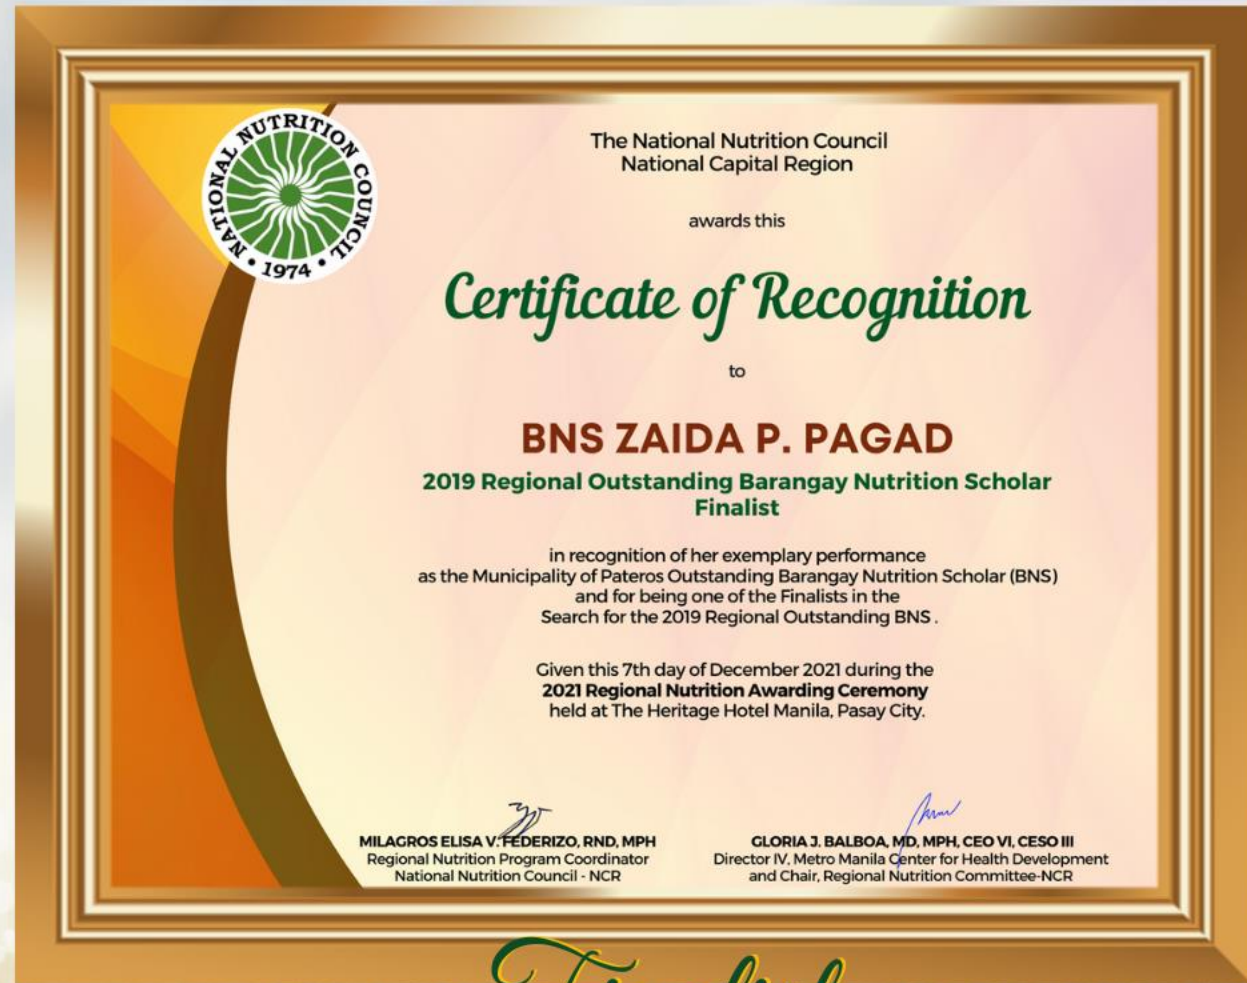 NATIONAL NUTRITION COUNCIL
• 1974 •
The National Nutrition Council
National Capital Region
awards this
Certificate of Recognition
to
BNS ZAIDA P. PAGAD
2019 Regional Outstanding Barangay Nutrition Scholar
Finalist
in recognition of her exemplary performance
as the Municipality of Pateros Outstanding Barangay Nutrition Scholar (BNS)
and for being one of the Finalists in the
Search for the 2019 Regional Outstanding BNS .
Given this 7th day of December 2021 during the
2021 Regional Nutrition Awarding Ceremony
held at The Heritage Hotel Manila, Pasay City.
MILAGROS ELISA V. FEDERIZO, RND, MPH
Regional Nutrition Program Coordinator
National Nutrition Council - NCR
GLORIA J. BALBOA, MD, MPH, CEO VI, CESO III
Director IV, Metro Manila Center for Health Development
and Chair, Regional Nutrition Committee-NCR